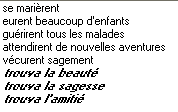 se marièrent
eurent beaucoup d'enfants
guérirent tous les malades
attendirent de nouvelles aventures
vécurent sagement
trouva la beauté
trouva la sagesse
trouva l'amitié